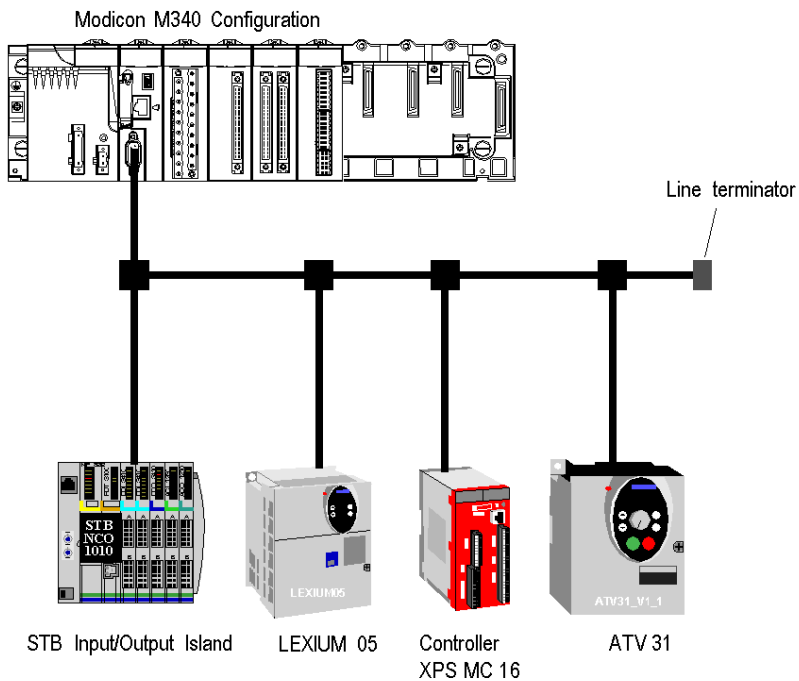 Modicon M340 Configuration
Line terminator
STB
NCO
1010
LEXIUM05
ATV31_V1_1
STB Input/Output Island
LEXIUM 05
Controller
XPS MC 16
ATV 31